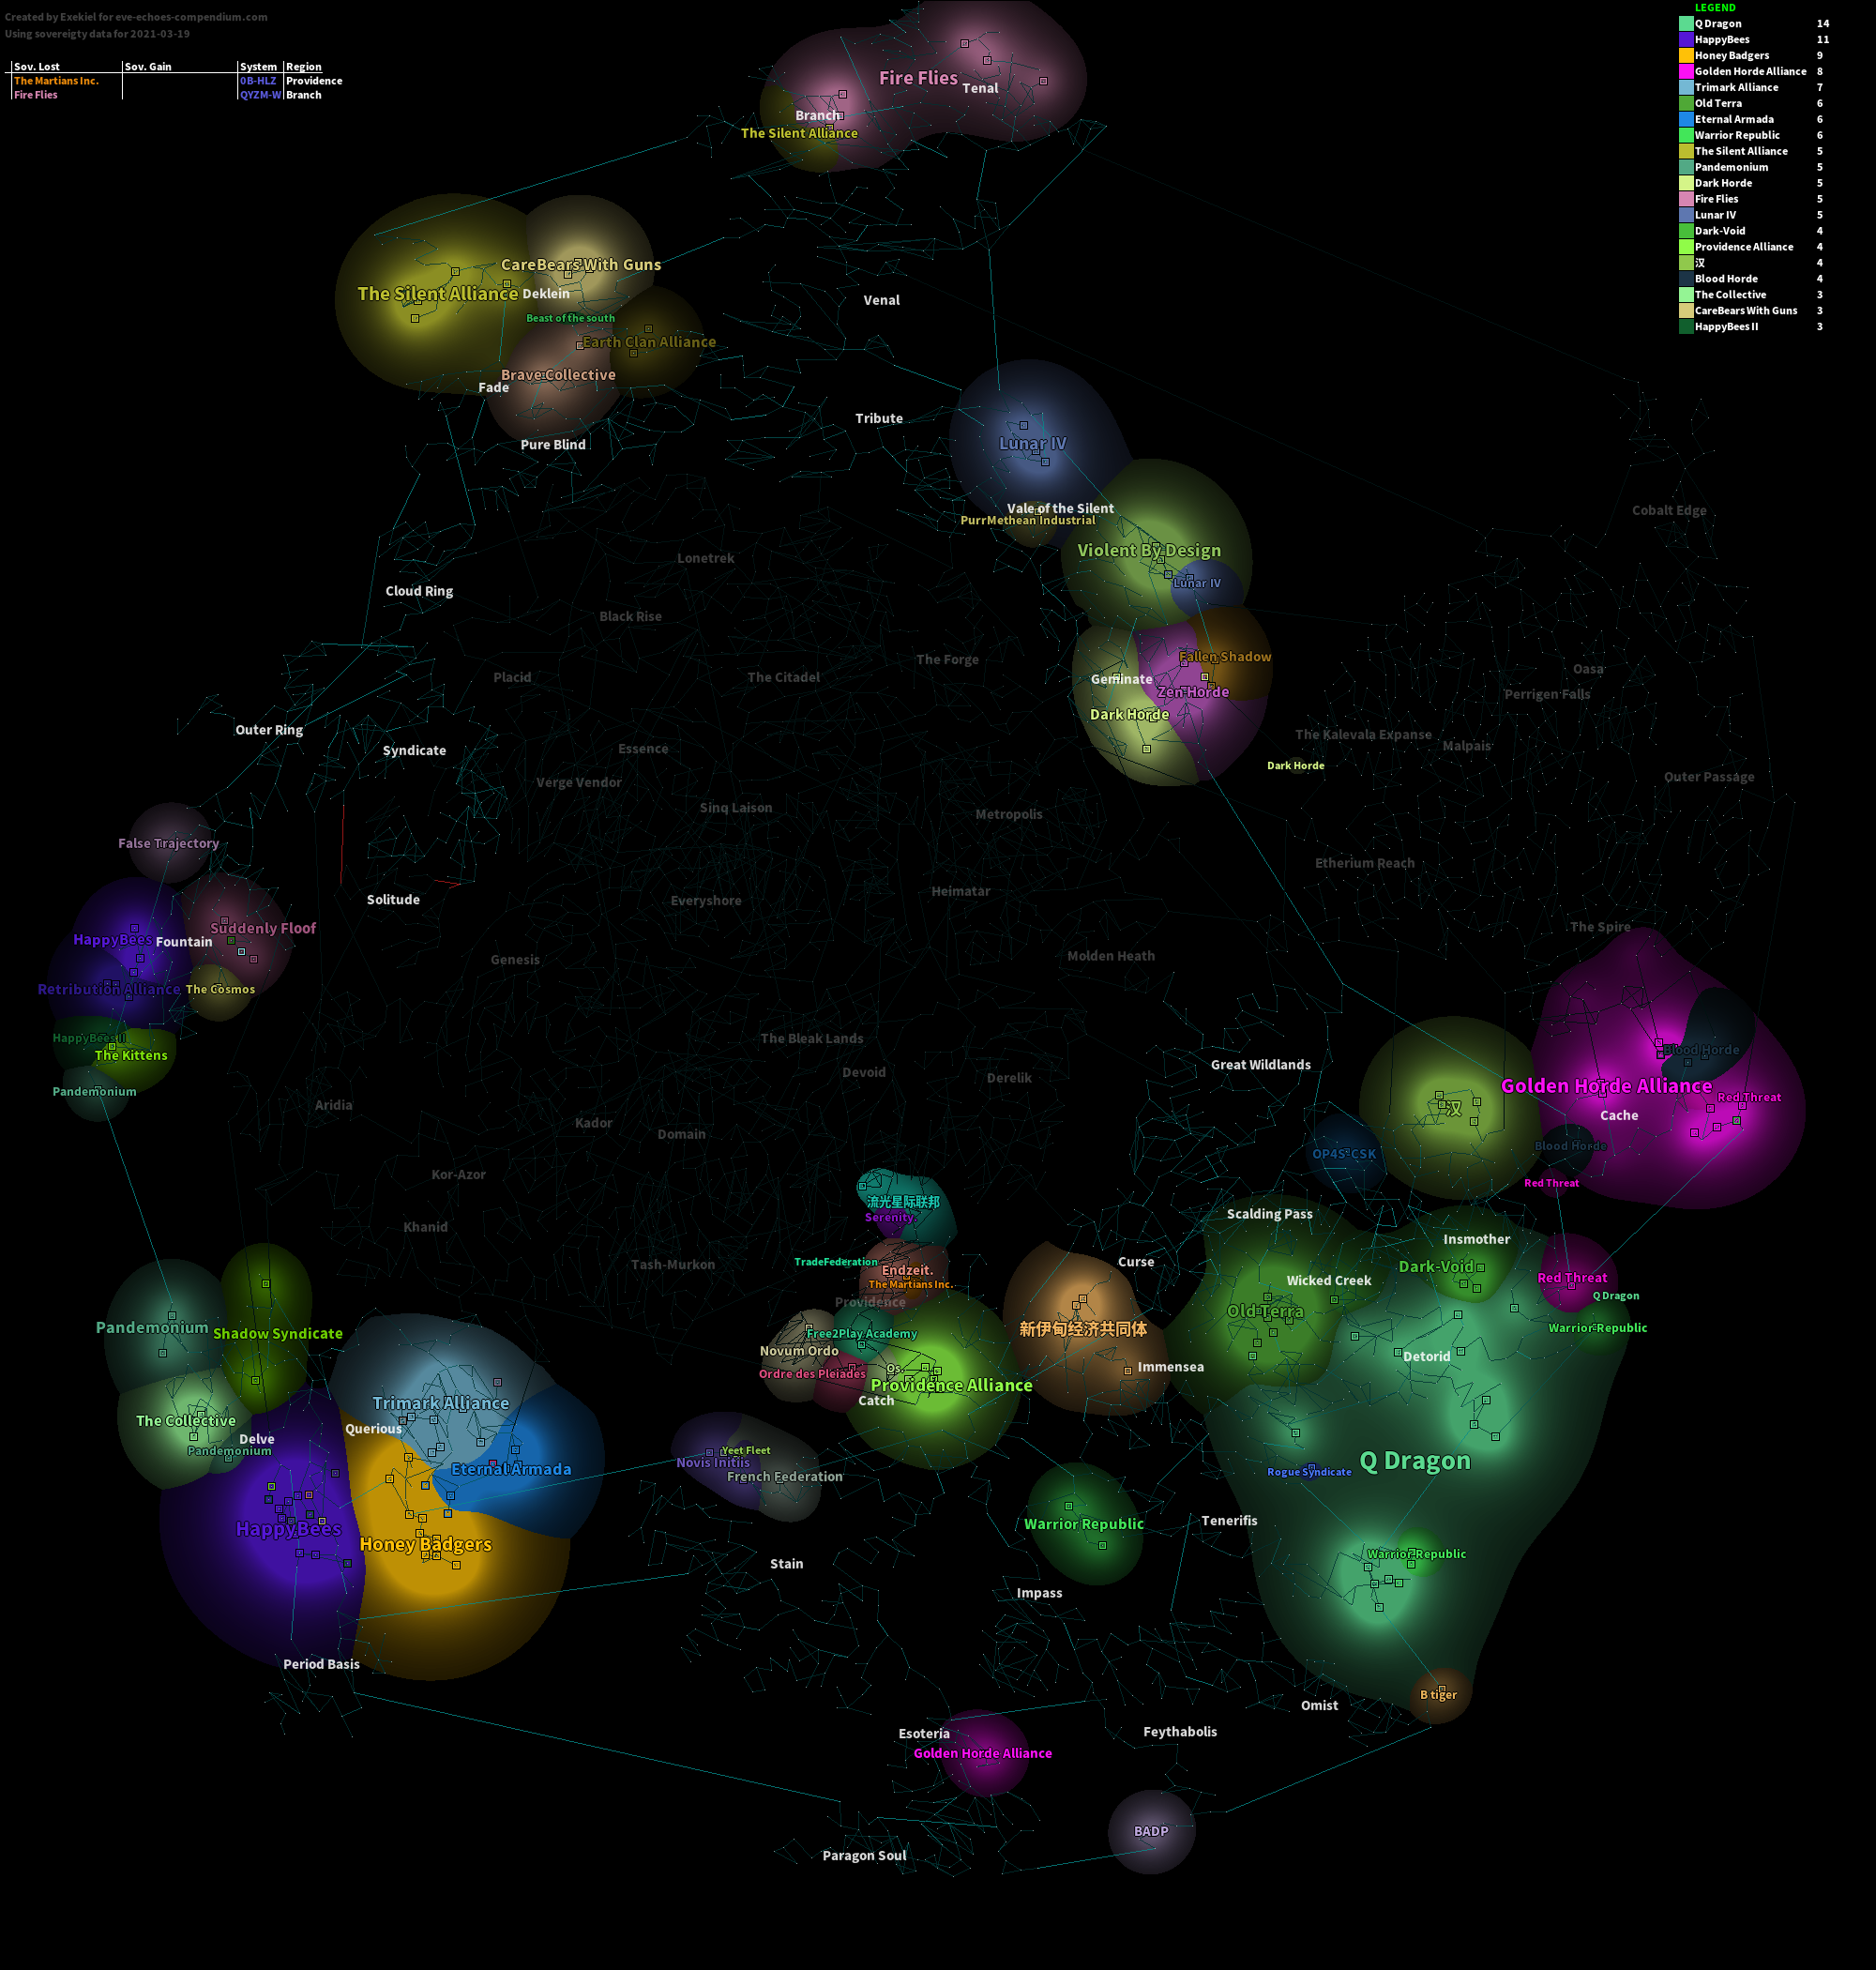 Created by Exekiel for eve-echoes-compendium.com
Using sovereigty data for 2021-03-19
Sov. Lost Sov. Gain System Region
The Martians Inc. 0B-HLZ Providence
Fire Flies QYZM-W Branch
LEGEND
Q Dragon 14
HappyBees 11
Honey Badgers 9
Golden Horde Alliance 8
Trimark Alliance 7
Old Terra 6
Eternal Armada 6
Warrior Republic 6
The Silent Alliance 5
Pandemonium 5
Dark Horde 5
Fire Flies 5
Lunar IV 5
Dark-Void 4
Providence Alliance 4
汉 4
Blood Horde 4
The Collective 3
CareBears With Guns 3
HappyBees II 3
Fire Flies
Tenal
Branch
The Silent Alliance
CareBears With Guns
The Silent Alliance
Deklein
Venal
Beast of the south
Earth Clan Alliance
Brave Collective
Fade
Tribute
Pure Blind
Lunar IV
Vale of the Silent
Cobalt Edge
PurrMethean Industrial
Violent By Design
Lonetrek
Lunar IV
Cloud Ring
Black Rise
The Forge
Fallen Shadow
Oasa
Placid
The Citadel
Geminate
Zen Horde
Perrigen Falls
Dark Horde
Outer Ring
The Kalevala Expanse
Syndicate
Essence
Malpais
Dark Horde
Outer Passage
Verge Vendor
Sinq Laison
Metropolis
False Trajectory
Etherium Reach
Solitude
Everyshore
Heimatar
Suddenly Floof
The Spire
HappyBees
Fountain
Genesis
Molden Heath
Retribution Alliance
The Cosmos
HappyBees II
The Bleak Lands
Blood Horde
The Kittens
Great Wildlands
Devoid
Derelik
Golden Horde Alliance
Pandemonium
Red Threat
Aridia
汉
Cache
Kador
Domain
Blood Horde
OP4S-CSK
Kor-Azor
Red Threat
流光星际联邦
Serenity
Scalding Pass
Khanid
Insmother
TradeFederation
Tash-Murkon
Endzeit.
Curse
Dark-Void
The Martians Inc.
Wicked Creek
Red Threat
Q Dragon
Providence
Old Terra
Pandemonium
Shadow Syndicate
Free2Play Academy
新伊甸经济共同体
Warrior Republic
Novum Ordo
Detorid
Ordre des Pleiades
Os
Immensea
Providence Alliance
Catch
Trimark Alliance
The Collective
Querious
Delve
Pandemonium
Yeet Fleet
Novis Initiis
Q Dragon
Eternal Armada
French Federation
Rogue Syndicate
HappyBees
Honey Badgers
Warrior Republic
Tenerifis
Warrior Republic
Stain
Impass
Period Basis
B tiger
Omist
Esoteria
Feythabolis
Golden Horde Alliance
BADP
Paragon Soul